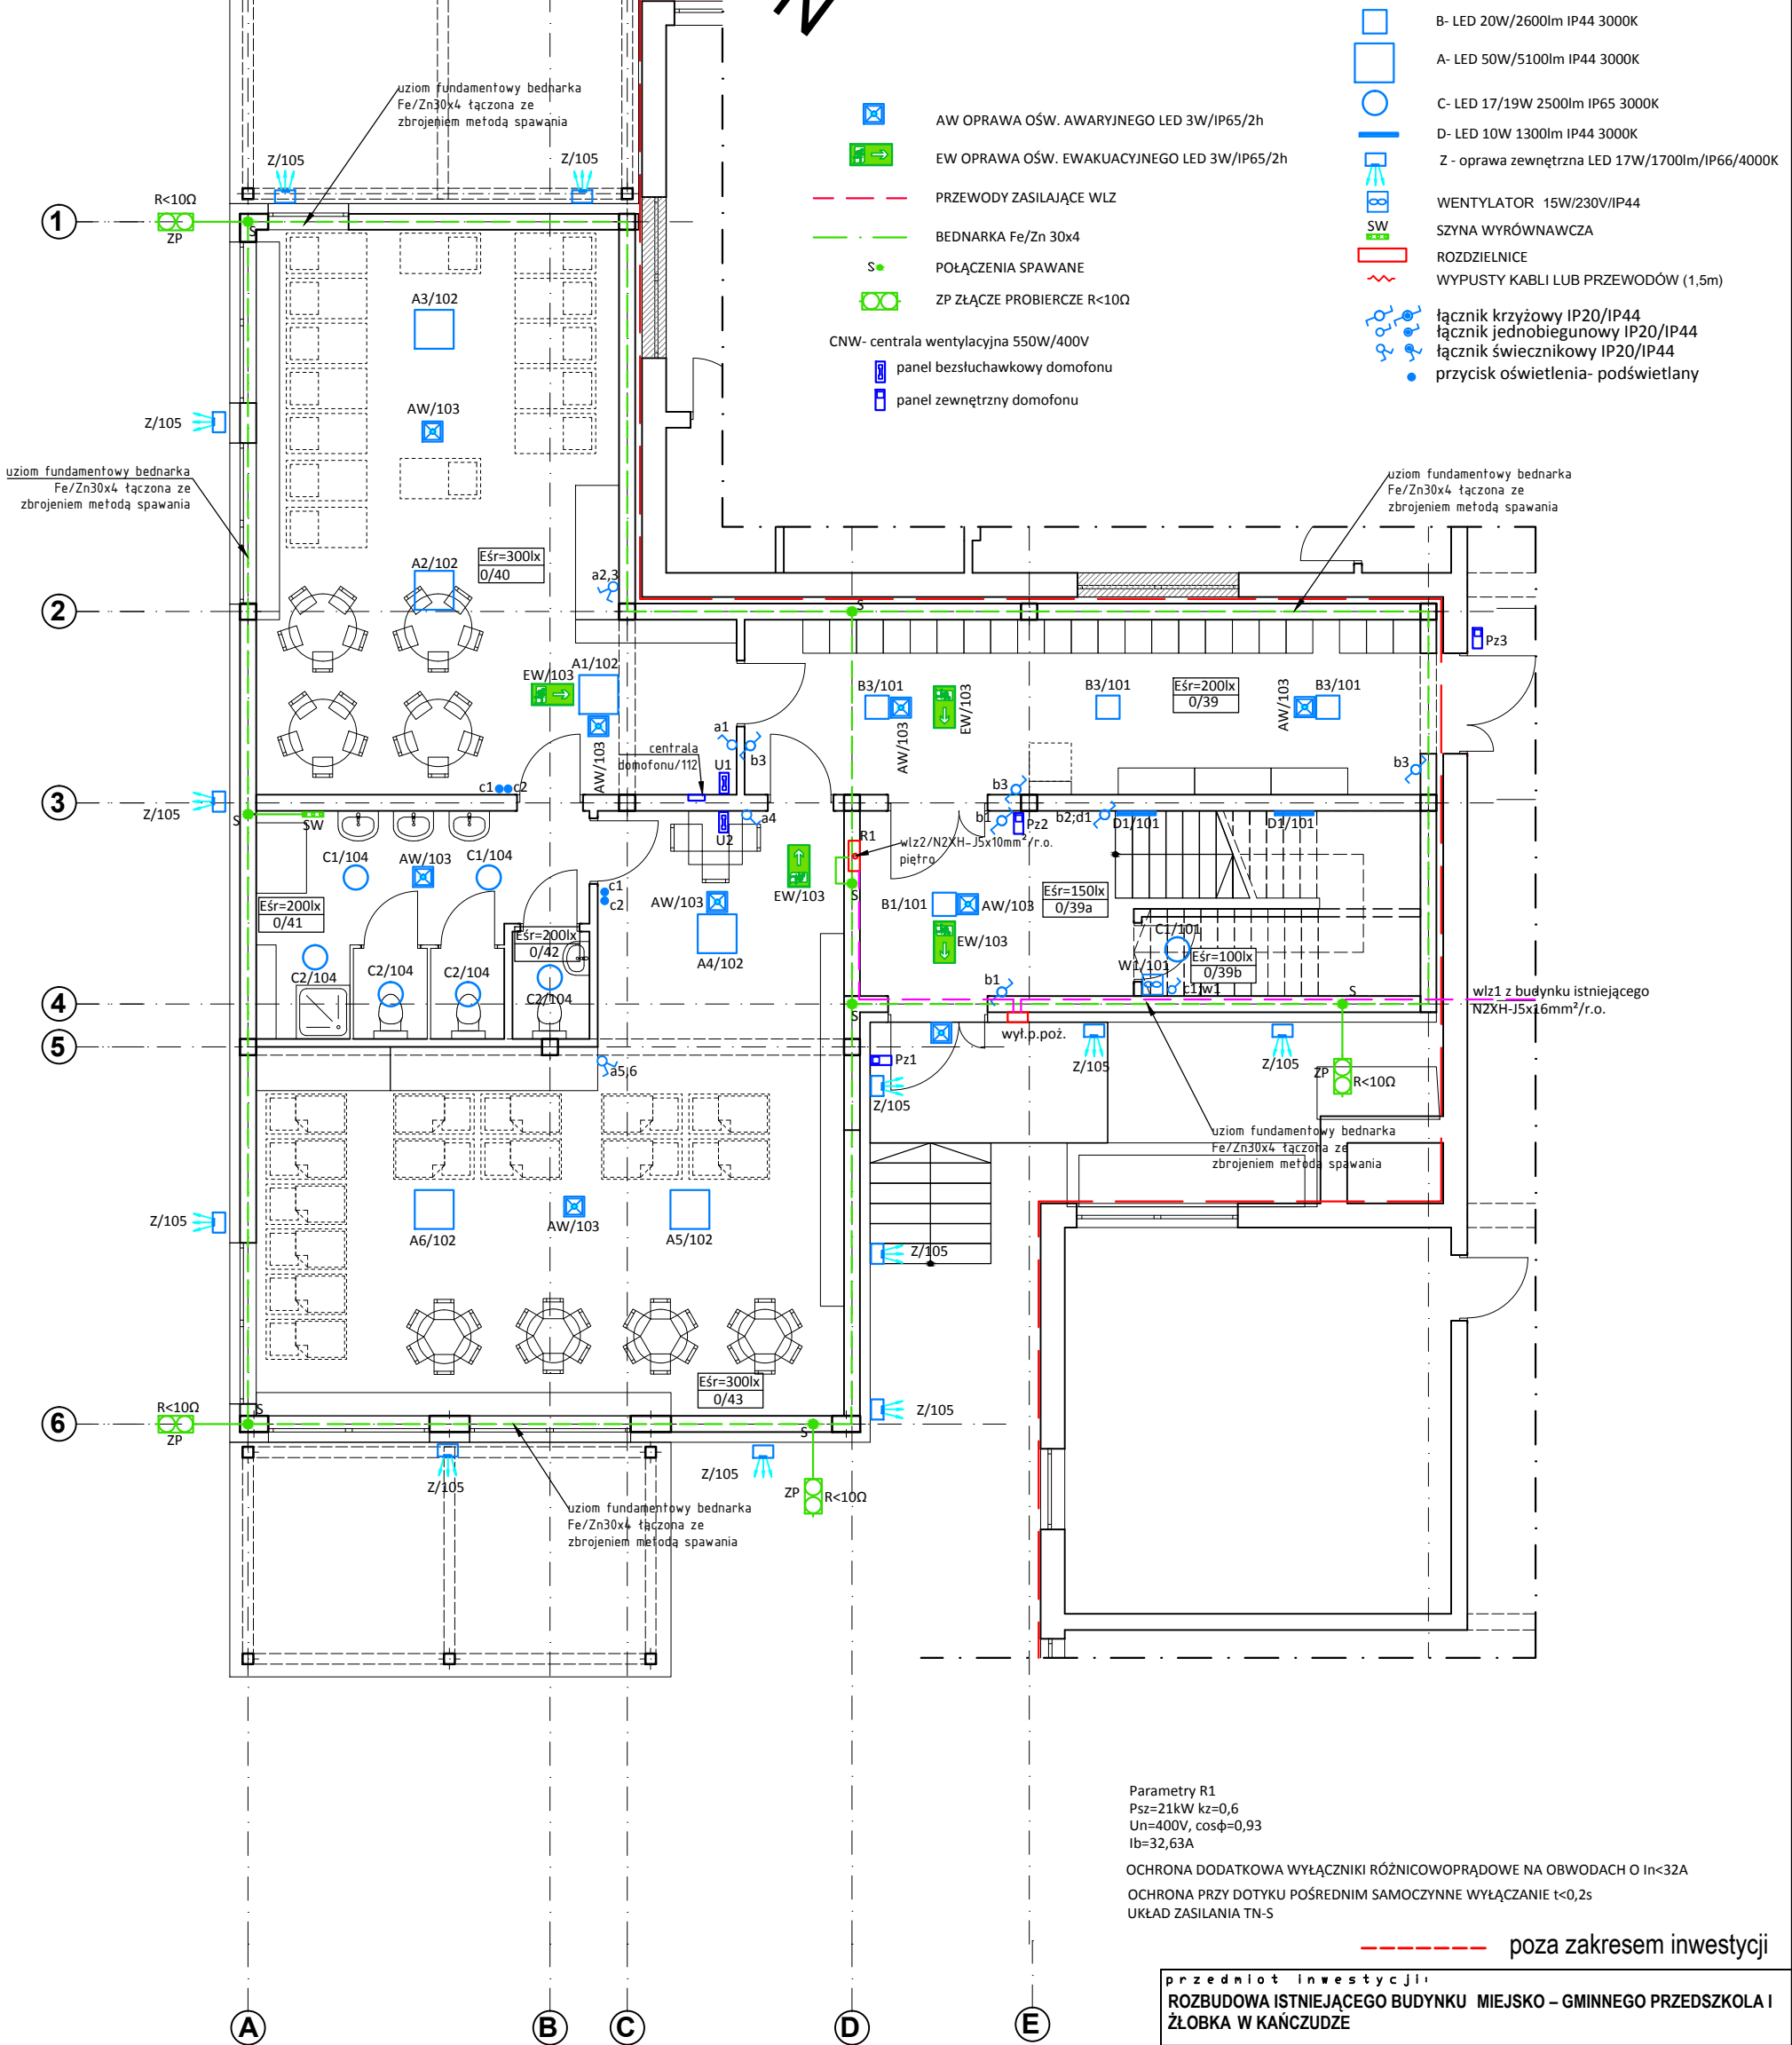 N
B- LED 20W/2600lm IP44 3000K
A- LED 50W/5100lm IP44 3000K
C- LED 17/19W 2500lm IP65 3000K
D- LED 10W 1300lm IP44 3000K
Z - oprawa zewnętrzna LED 17W/1700lm/IP66/4000K
WENTYLATOR 15W/230V/IP44
SW
SZYNA WYRÓWNAWCZA
ROZDZIELNICE
WYPUSTY KABLI LUB PRZEWODÓW (1,5m)
łącznik krzyżowy IP20/IP44
łącznik jednobiegunowy IP20/IP44
łącznik świecznikowy IP20/IP44
przycisk oświetlenia- podświetlany
AW OPRAWA OŚW. AWARYJNEGO LED 3W/IP65/2h
EW OPRAWA OŚW. EWAKUACYJNEGO LED 3W/IP65/2h
PRZEWODY ZASILAJĄCE WLZ
BEDNARKA Fe/Zn 30x4
S
POŁĄCZENIA SPAWANE
ZP ZŁĄCZE PROBIERCZE R<10Ω
CNW- centrala wentylacyjna 550W/400V
panel bezsłuchawkowy domofonu
panel zewnętrzny domofonu
uziom fundamentowy bednarka
Fe/Zn30x4 łączona ze
zbrojeniem metodą spawania
Z/105
Z/105
R<10Ω
ZP
1
S
A3/102
AW/103
Z/105
uziom fundamentowy bednarka
Fe/Zn30x4 łączona ze
zbrojeniem metodą spawania
uziom fundamentowy bednarka
Fe/Zn30x4 łączona ze
zbrojeniem metodą spawania
A2/102
Eśr=300lx
0/40
a2,3
2
S
Pz3
EW/103
A1/102
AW/103
B3/101
AW/103
EW/103
B3/101
Eśr=200lx
0/39
AW/103
B3/101
a1
b3
centrala
domofonu/112
U1
b3
b3
c1
c2
3
Z/105
S
SW
U2
a4
R1
wlz2/N2XH-J5x10mm²/r.o.
piętro
b1
Pz2
b2;d1
D1/101
D1/101
C1/104
AW/103
C1/104
Eśr=200lx
0/41
c1
c2
AW/103
EW/103
S
A4/102
B1/101
AW/103
Eśr=150lx
0/39a
EW/103
C1/101
Eśr=100lx
0/39b
W1/101
c1;w1
Eśr=200lx
0/42
C2/104
C2/104
C2/104
C2/104
b1
4
S
S
wlz1 z budynku istniejącego
N2XH-J5x16mm²/r.o.
wył.p.poż.
5
a5,6
Pz1
Z/105
Z/105
Z/105
ZP
R<10Ω
uziom fundamentowy bednarka
Fe/Zn30x4 łączona ze
zbrojeniem metodą spawania
Z/105
A6/102
AW/103
A5/102
Z/105
Eśr=300lx
0/43
R<10Ω
ZP
6
S
S
Z/105
Z/105
Z/105
ZP
R<10Ω
uziom fundamentowy bednarka
Fe/Zn30x4 łączona ze
zbrojeniem metodą spawania
Parametry R1
Psz=21kW kz=0,6
Un=400V, cosφ=0,93
Ib=32,63A
OCHRONA DODATKOWA WYŁĄCZNIKI RÓŻNICOWOPRĄDOWE NA OBWODACH O In<32A
OCHRONA PRZY DOTYKU POŚREDNIM SAMOCZYNNE WYŁĄCZANIE t<0,2s
UKŁAD ZASILANIA TN-S
poza zakresem inwestycji
przedmiot inwestycji:
ROZBUDOWA ISTNIEJĄCEGO BUDYNKU MIEJSKO – GMINNEGO PRZEDSZKOLA I
ŻŁOBKA W KAŃCZUDZE
A
B
C
D
E